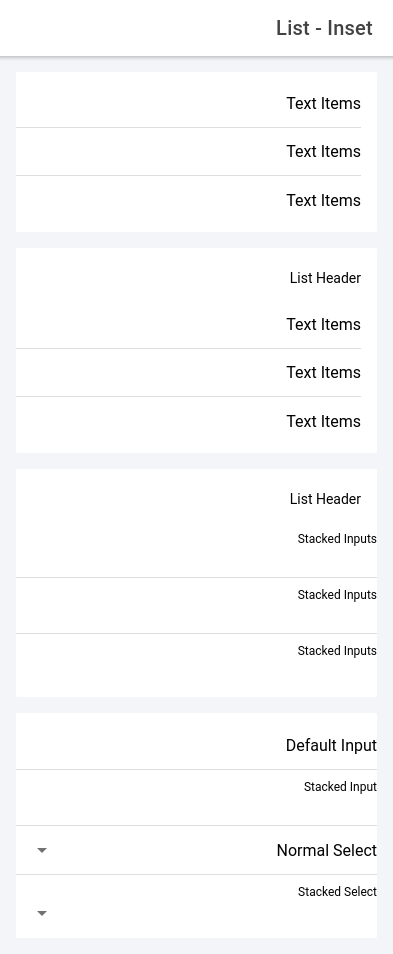 List - Inset
Text Items
Text Items
Text Items
List Header
Text Items
Text Items
Text Items
List Header
Stacked Inputs
Stacked Inputs
Stacked Inputs
Default Input
Stacked Input
Normal Select
Stacked Select